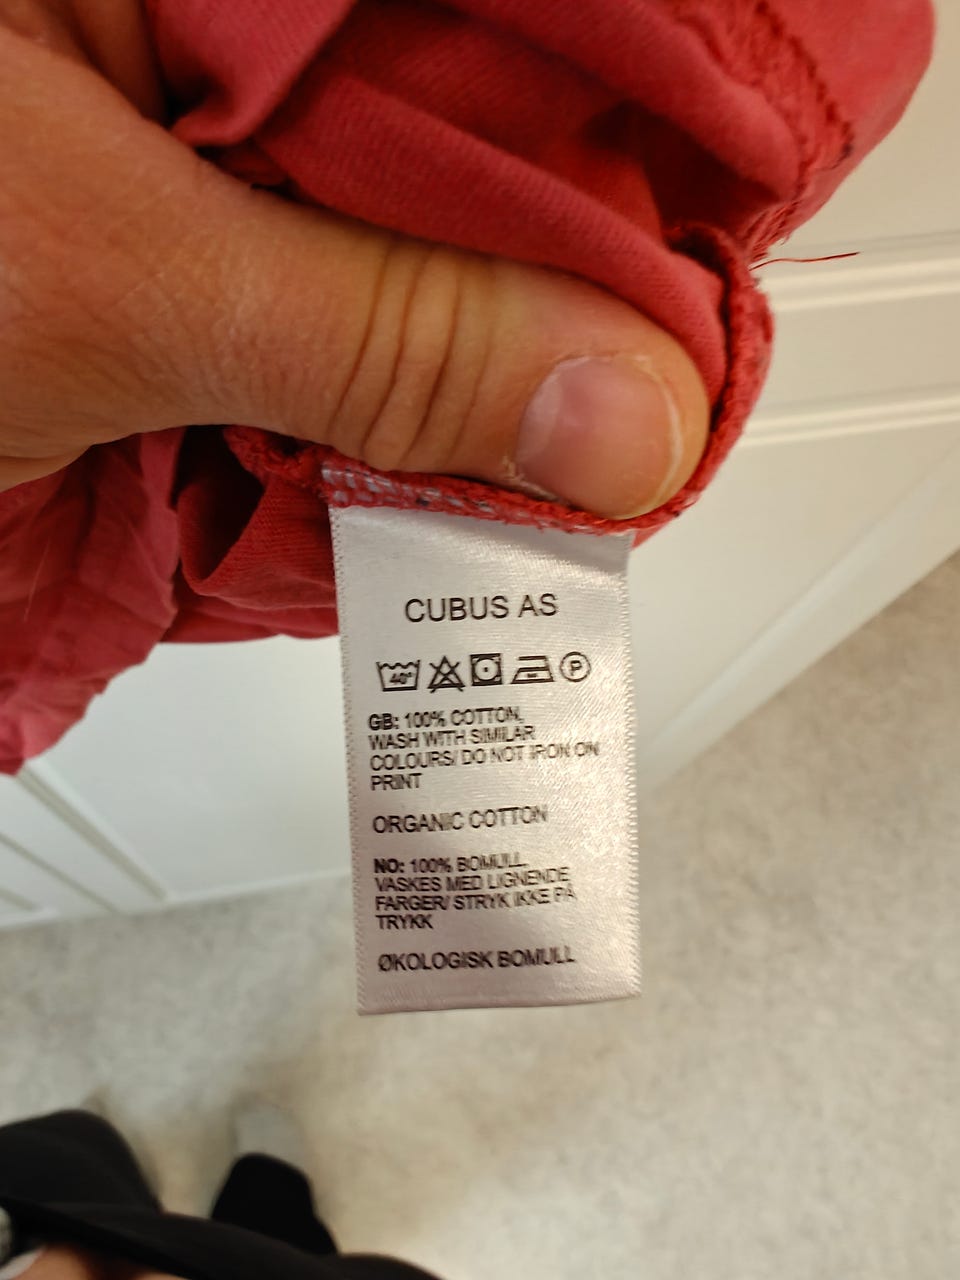 CUBUS AS
40° P
GB: 100% COTTON,
WASH WITH SIMILAR
COLOURS/ DO NOT IRON ON
PRINT
ORGANIC COTTON
NO: 100% BOMULL,
VASKES MED LIGNENDE
FARGER/ STRYK IKKE PÅ
TRYKK
ØKOLOGISK BOMULL